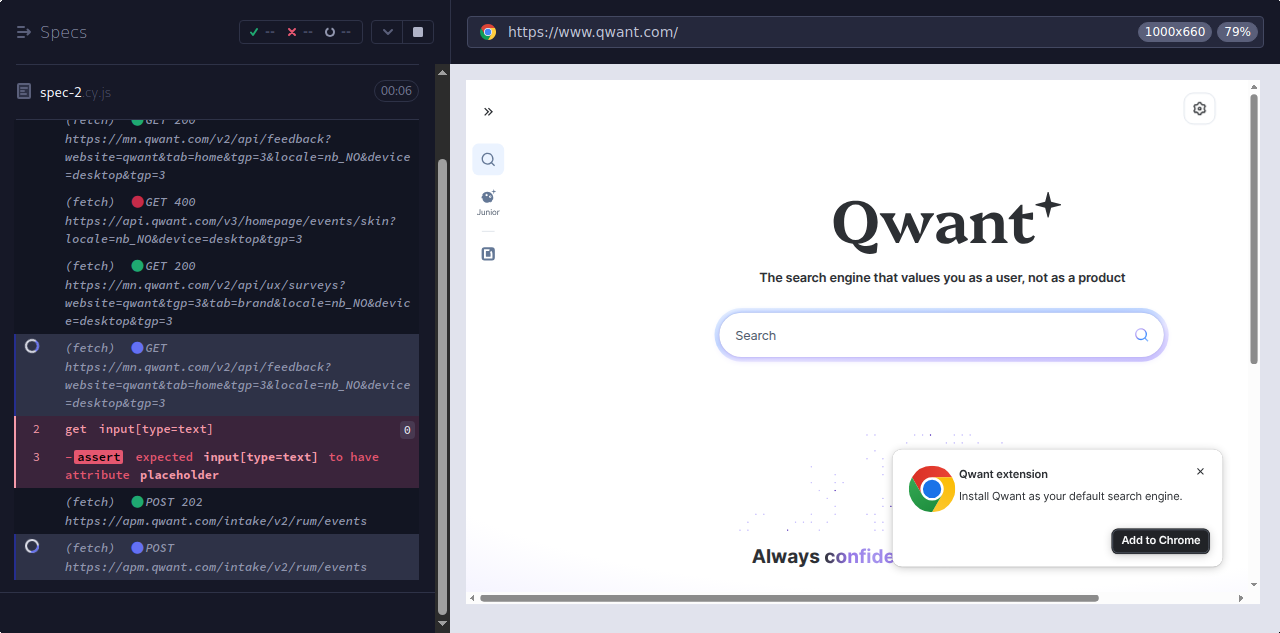 Specs
-- -- --
https://www.qwant.com/
1000x660
79%
spec-2.cy.js
00:06
(fetch) GET 200
https://mn.qwant.com/v2/api/feedback?
website=qwant&tab=home&tgp=3&locale=nb_NO&device
=desktop&tgp=3
(fetch) GET 400
https://api.qwant.com/v3/homepage/events/skin?
locale=nb_NO&device=desktop&tgp=3
(fetch) GET 200
https://mn.qwant.com/v2/api/ux/surveys?
website=qwant&tgp=3&tab=brand&locale=nb_NO&devic
e=desktop&tgp=3
(fetch) GET
https://mn.qwant.com/v2/api/feedback?
website=qwant&tab=home&tgp=3&locale=nb_NO&device
=desktop&tgp=3
2 get input[type=text] 0
3 -assert expected input[type=text] to have
attribute placeholder
(fetch) POST 202
https://apm.qwant.com/intake/v2/rum/events
(fetch) POST
https://apm.qwant.com/intake/v2/rum/events
Junior
Qwant
The search engine that values you as a user, not as a product
Search
Always confide
Qwant extension
Install Qwant as your default search engine.
Add to Chrome